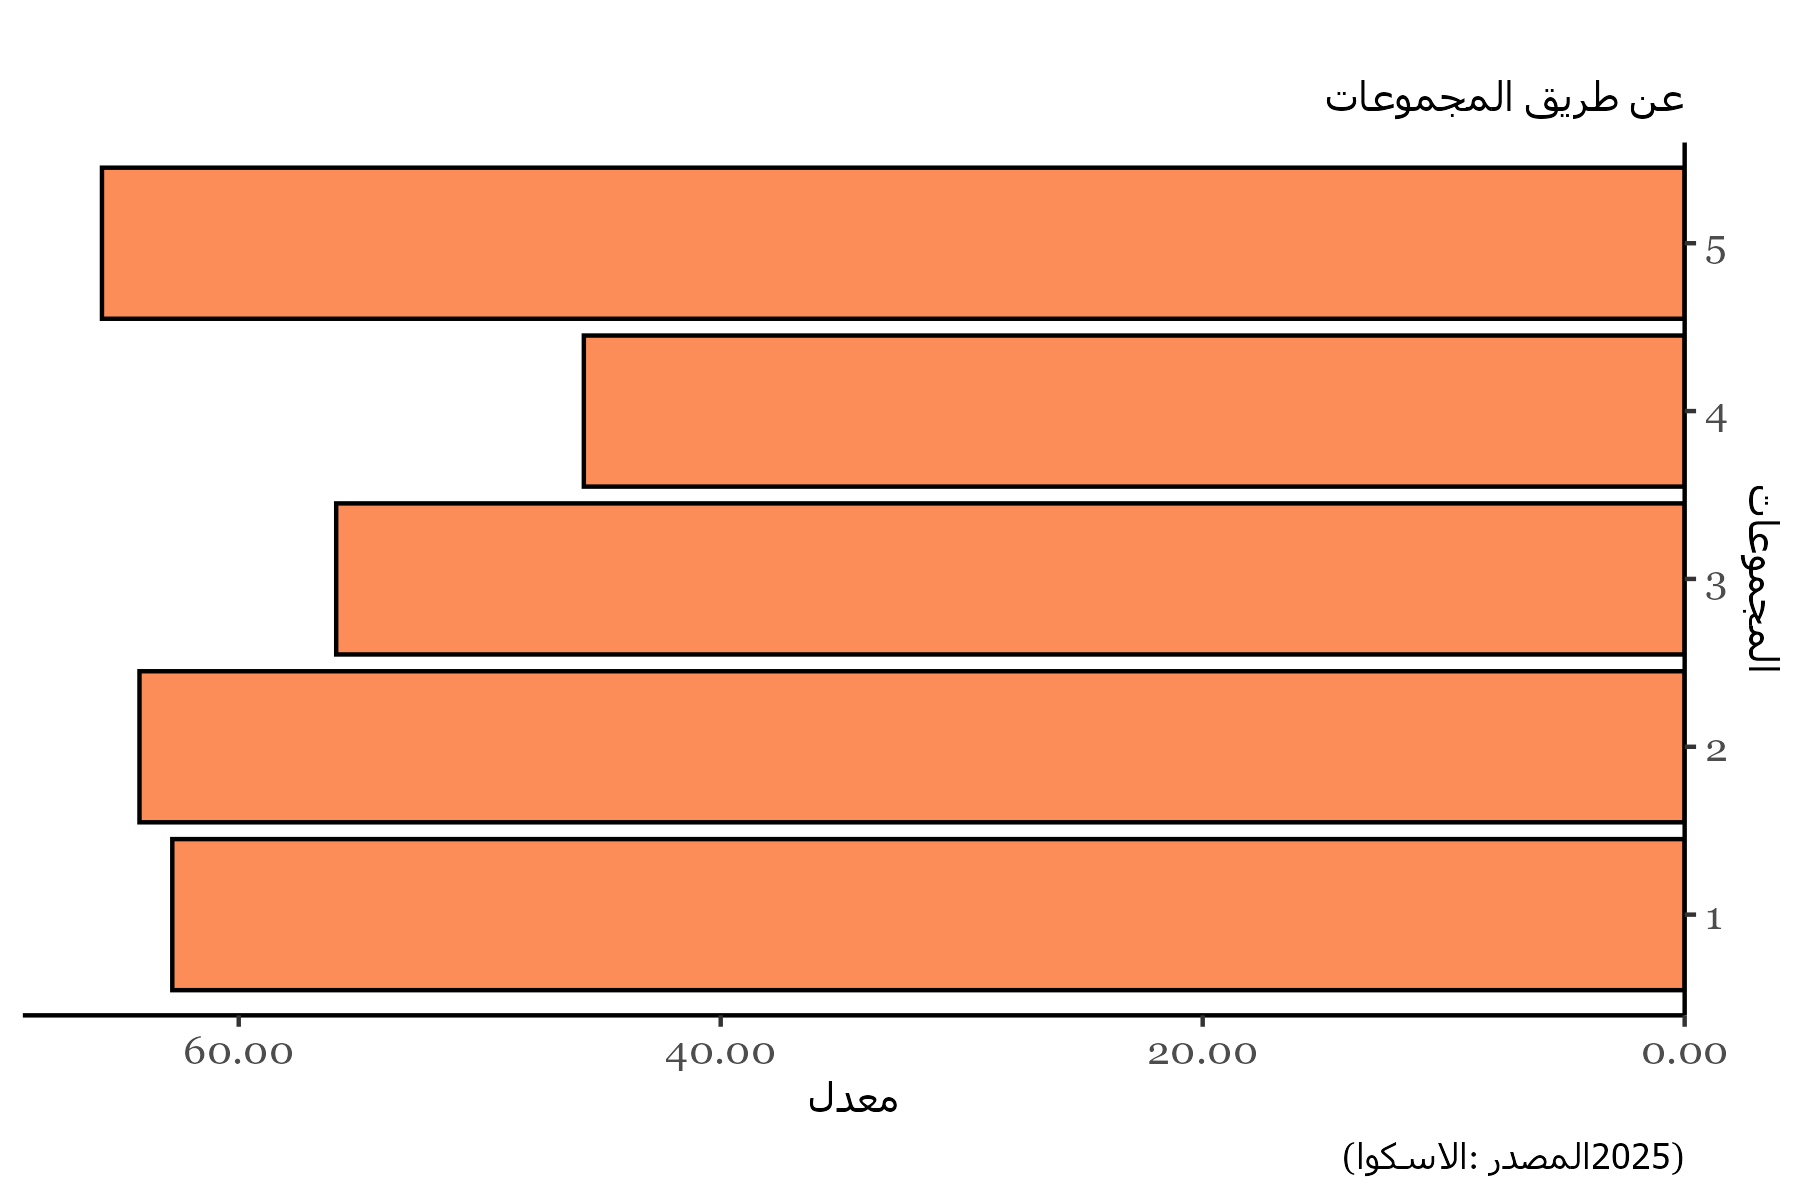 عن طريق المجموعات
5
4
3
2
1
المجموعات
0.00 20.00 40.00 60.00
معدل
(2025المصدر :الاسكوا)